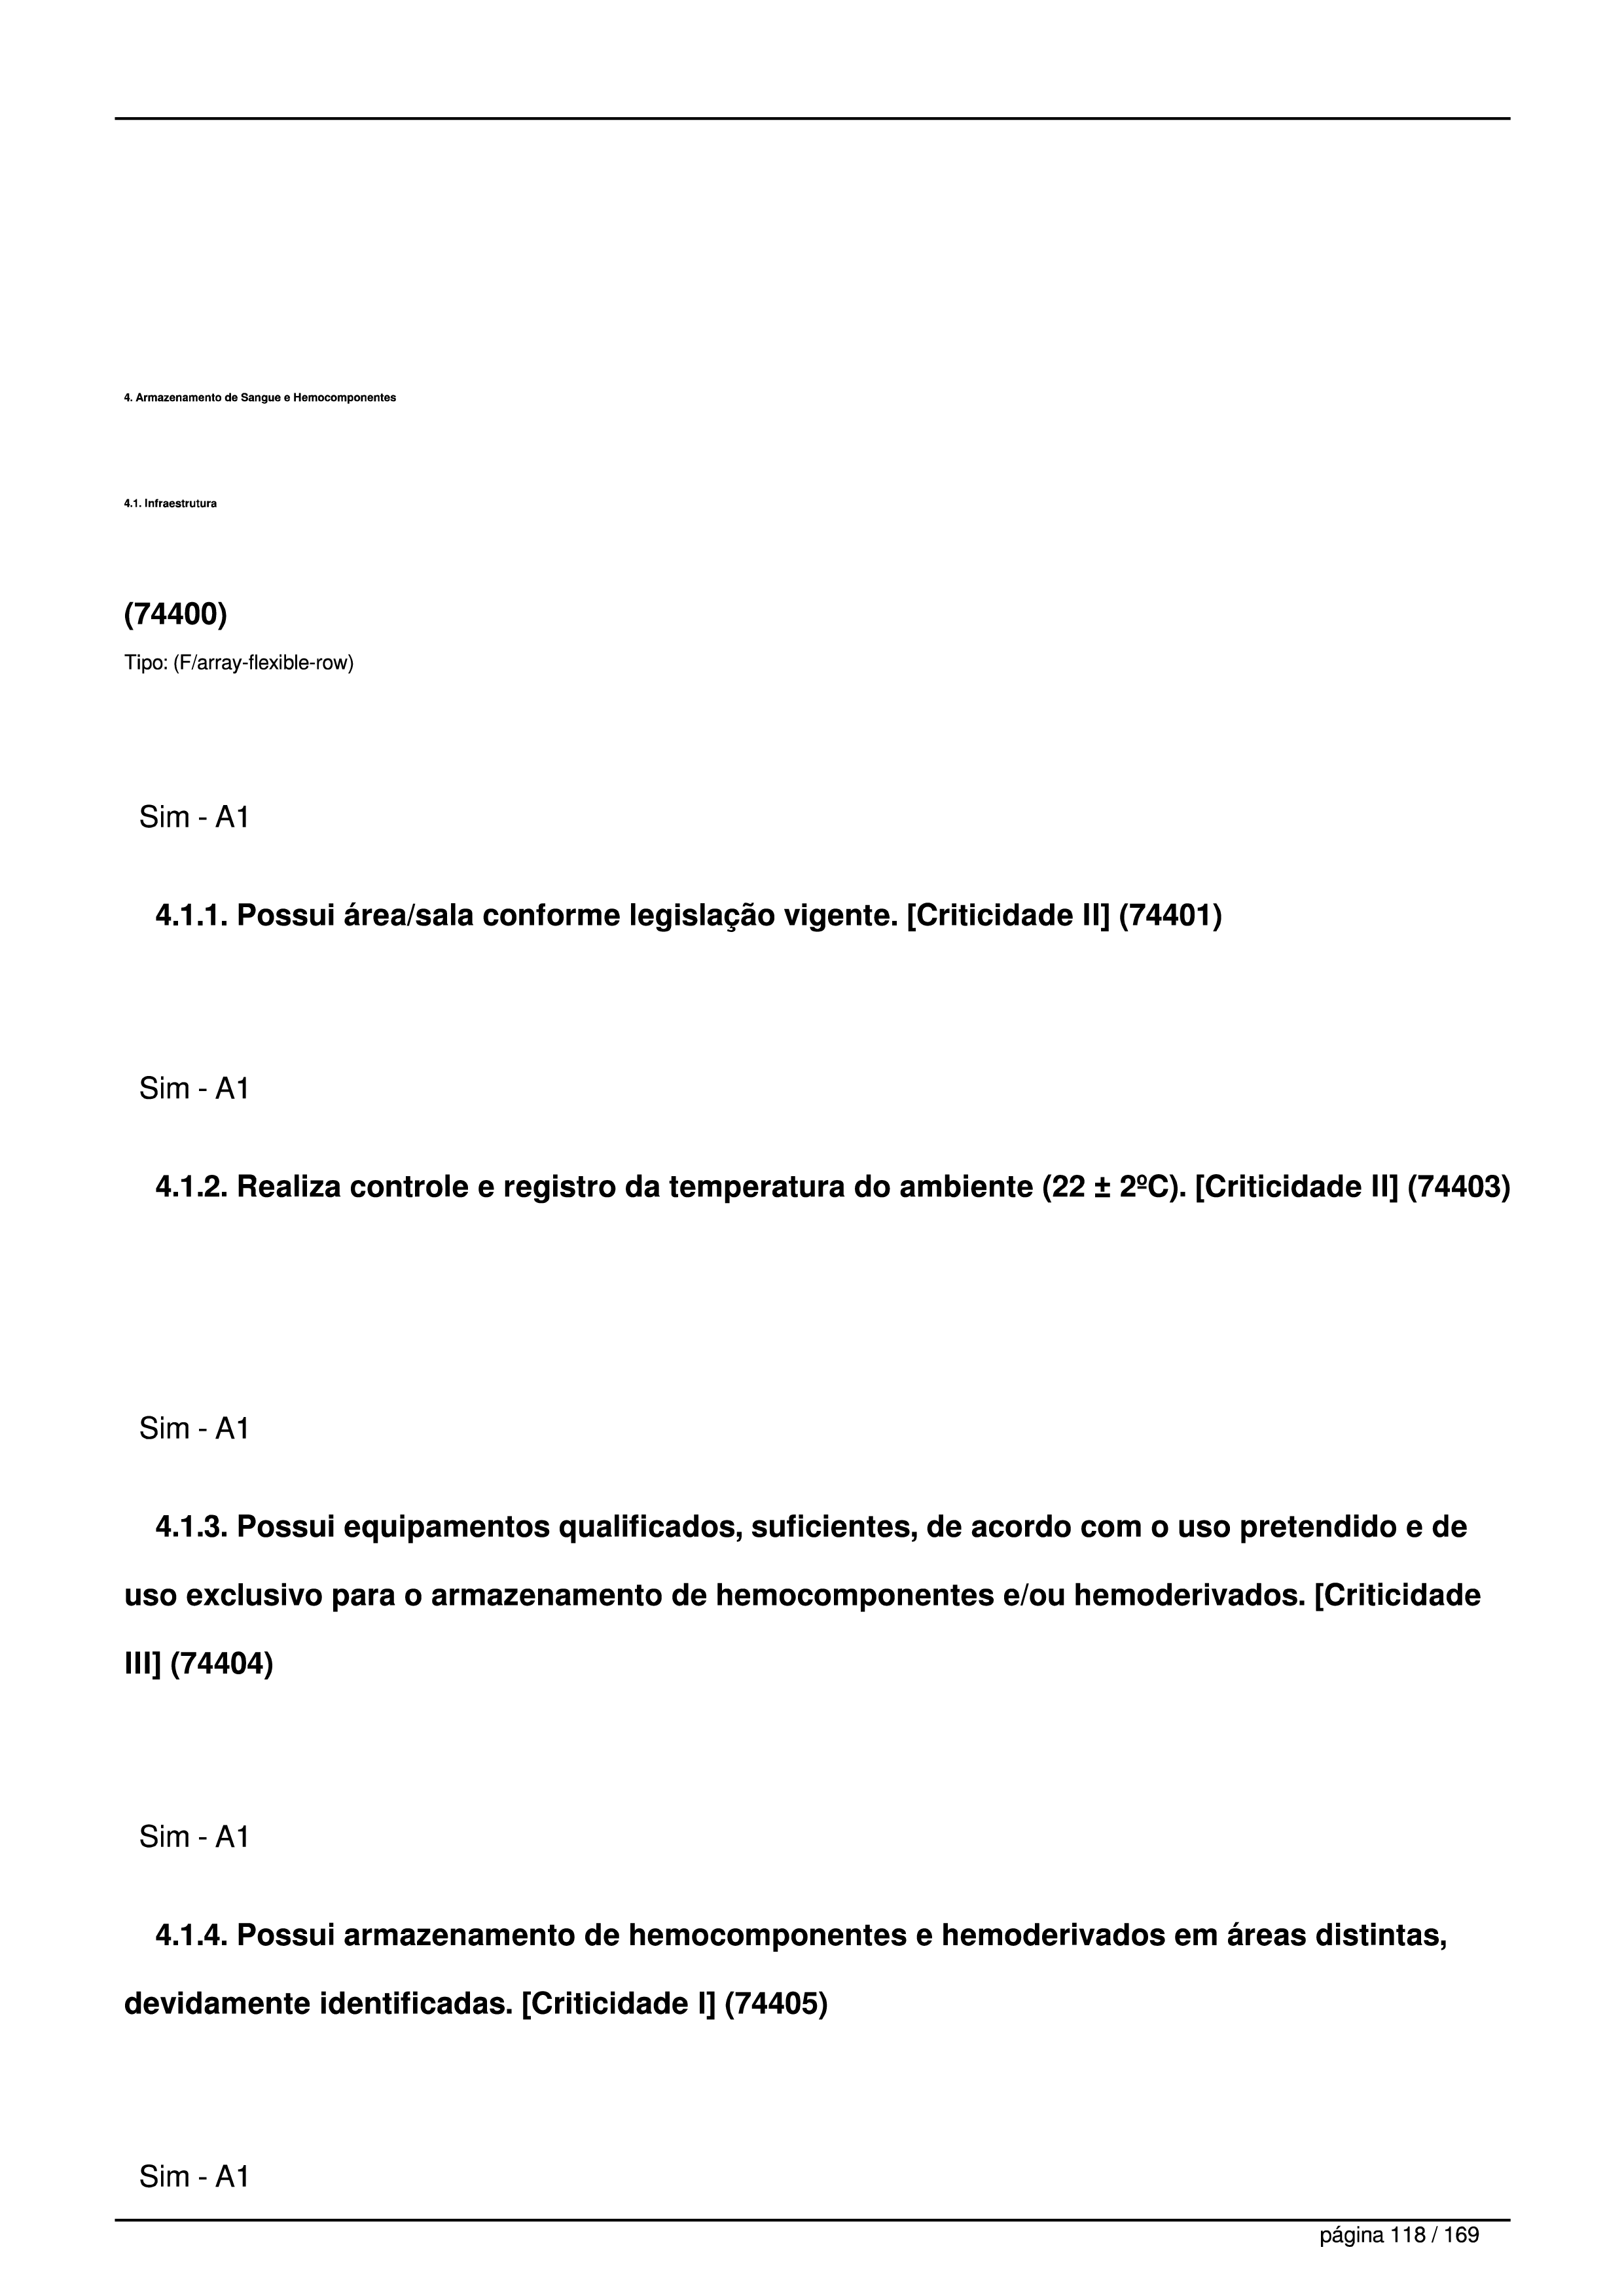 4. Armazenamento de Sangue e Hemocomponentes
4.1. Infraestrutura
(74400)
Tipo: (F/array-flexible-row)
Sim - A1
4.1.1. Possui área/sala conforme legislação vigente. [Criticidade II] (74401)
Sim - A1
4.1.2. Realiza controle e registro da temperatura do ambiente (22 ± 2ºC). [Criticidade II] (74403)
Sim - A1
4.1.3. Possui equipamentos qualificados, suficientes, de acordo com o uso pretendido e de
uso exclusivo para o armazenamento de hemocomponentes e/ou hemoderivados. [Criticidade
III] (74404)
Sim - A1
4.1.4. Possui armazenamento de hemocomponentes e hemoderivados em áreas distintas,
devidamente identificadas. [Criticidade I] (74405)
Sim - A1
página 118 / 169